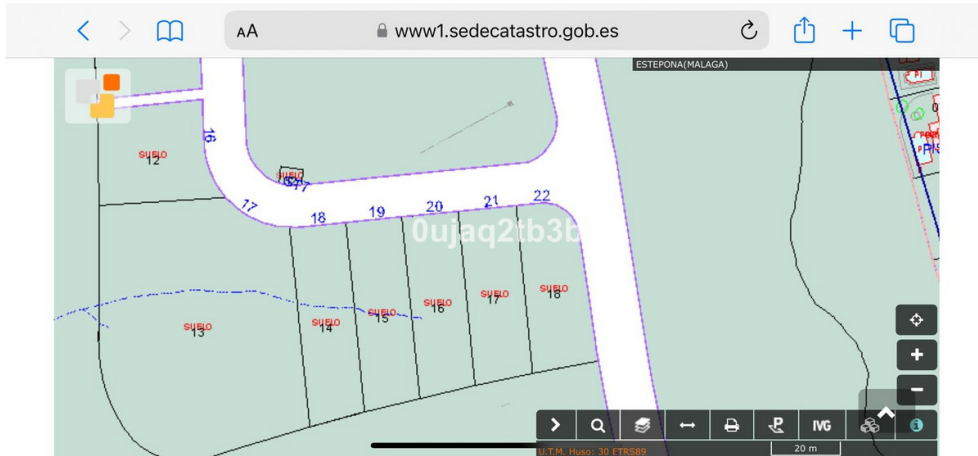 AA
www1.sedecatastro.gob.es
ESTEPONA(MALAGA)
16
SUELO
12
17
18
19
20
21
22
0ujaq2tb3b
SUELO
13
SUELO
14
SUELO
15
SUELO
16
SUELO
17
SUELO
18
IVG
U.T.M. Huso: 30 ETRS89
20 m